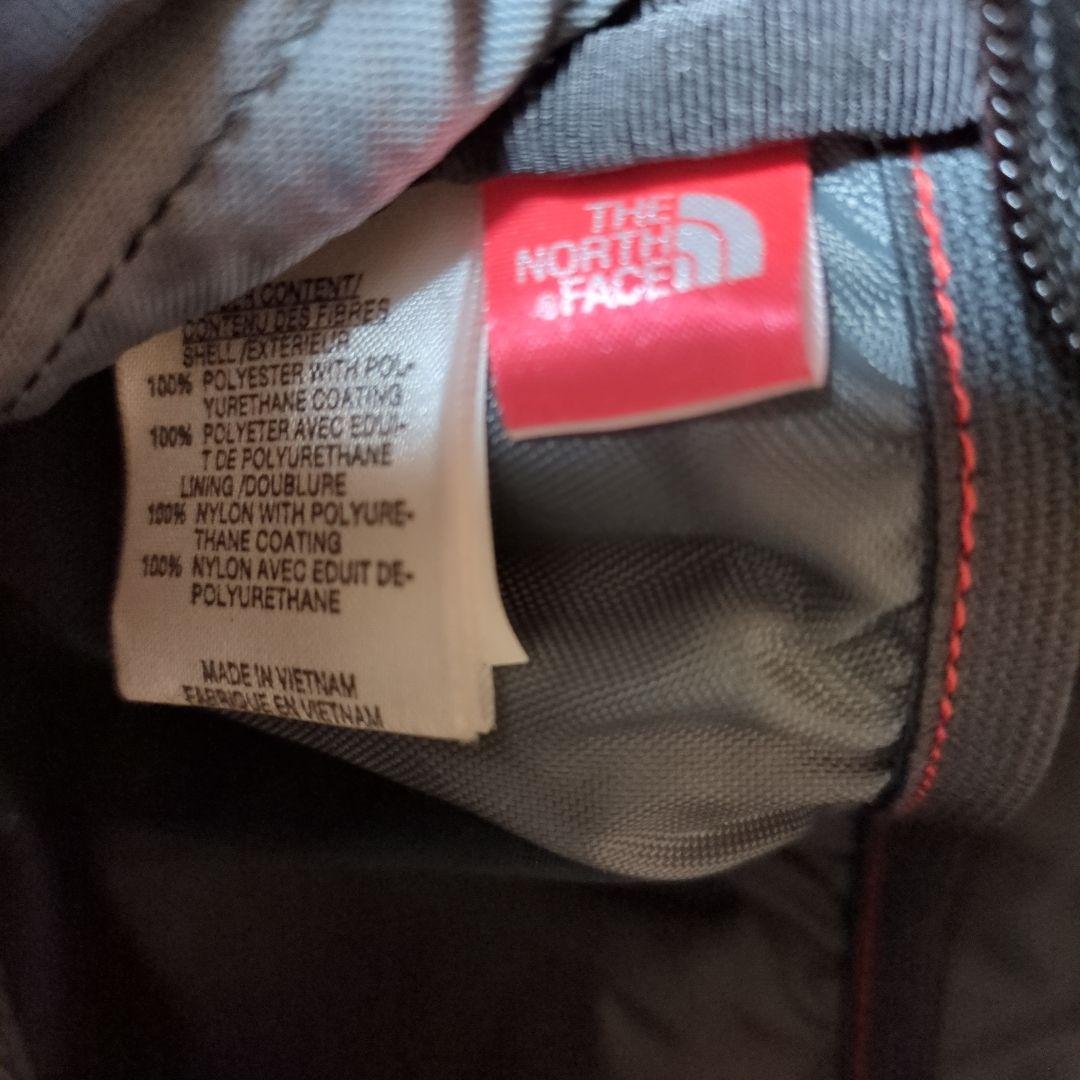 THE
NORTH
FACE
CONTENT/
CONTENU DES FIBRES
SHELL/EXTERIEUR
100% POLYESTER WITH POL-
YURETHANE COATING
100% POLYETER AVEC EDUI-
T DE POLYURETHANE
LINING /DOUBLURE
100% NYLON WITH POLYURE-
THANE COATING
100% NYLON AVEC EDUIT DE-
POLYURETHANE
MADE IN VIETNAM
FABRIQUE EN VIETNAM